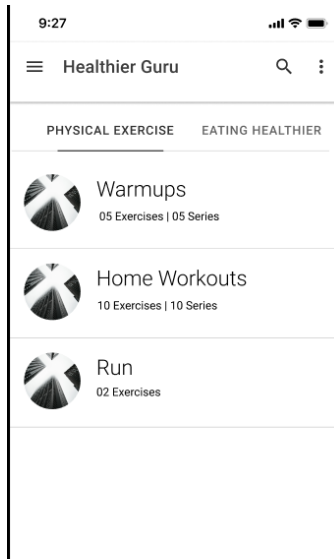 9:27
Healthier Guru
PHYSICAL EXERCISE EATING HEALTHIER
Warmups
05 Exercises | 05 Series
Home Workouts
10 Exercises | 10 Series
Run
02 Exercises